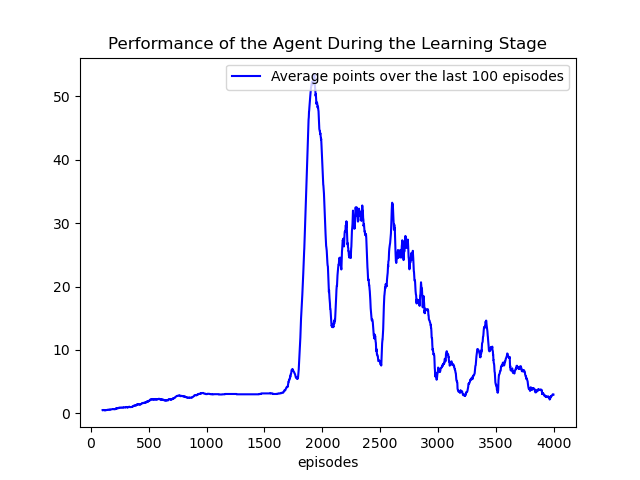 Performance of the Agent During the Learning Stage
Average points over the last 100 episodes
50
40
30
20
10
0
0 500 1000 1500 2000 2500 3000 3500 4000
episodes